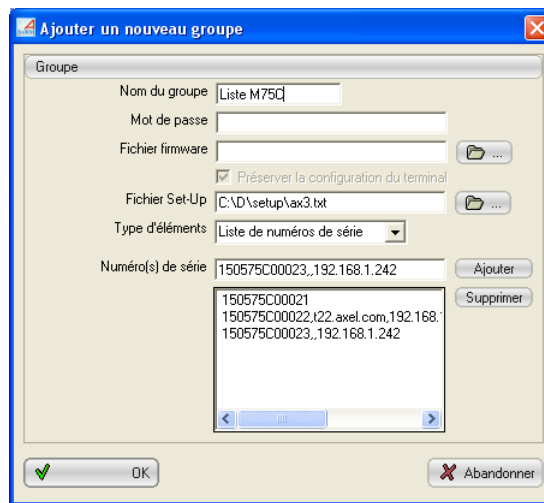 Ajouter un nouveau groupe
Groupe
Nom du groupe Liste M75C
Mot de passe
Fichier firmware ...
Préserver la configuration du terminal
Fichier Set-Up C:\D\setup\ax3.txt ...
Type d'éléments Liste de numéros de série
Numéro(s) de série 150575C00023,,192.168.1.242 Ajouter
150575C00021 Supprimer
150575C00022,t22.axel.com,192.168.
150575C00023,,192.168.1.242
OK Abandonner